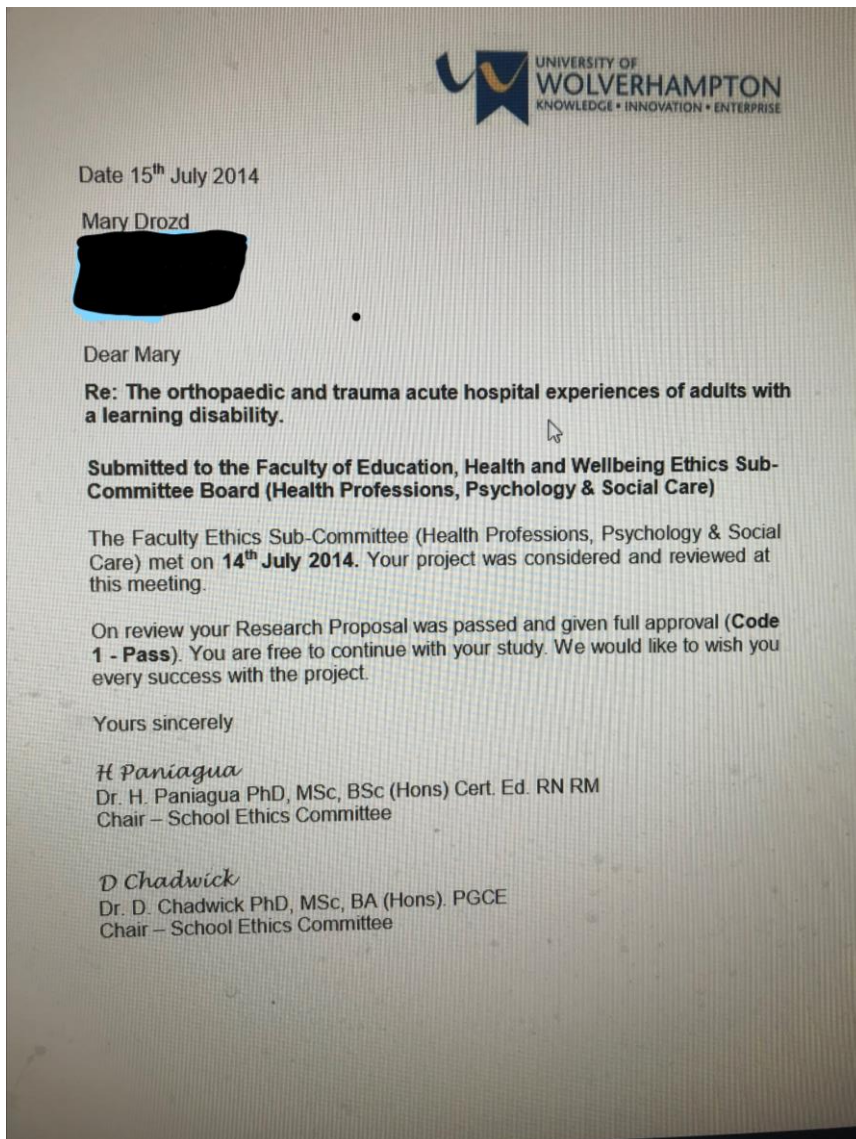 UNIVERSITY OF
WOLVERHAMPTON
KNOWLEDGE • INNOVATION • ENTERPRISE
Date 15th July 2014
Mary Drozd
Dear Mary
Re: The orthopaedic and trauma acute hospital experiences of adults with
a learning disability.
Submitted to the Faculty of Education, Health and Wellbeing Ethics Sub-
Committee Board (Health Professions, Psychology & Social Care)
The Faculty Ethics Sub-Committee (Health Professions, Psychology & Social
Care) met on 14th July 2014. Your project was considered and reviewed at
this meeting.
On review your Research Proposal was passed and given full approval (Code
1 - Pass). You are free to continue with your study. We would like to wish you
every success with the project.
Yours sincerely
H Paniagua
Dr. H. Paniagua PhD, MSc, BSc (Hons) Cert. Ed. RN RM
Chair – School Ethics Committee
D Chadwick
Dr. D. Chadwick PhD, MSc, BA (Hons). PGCE
Chair – School Ethics Committee